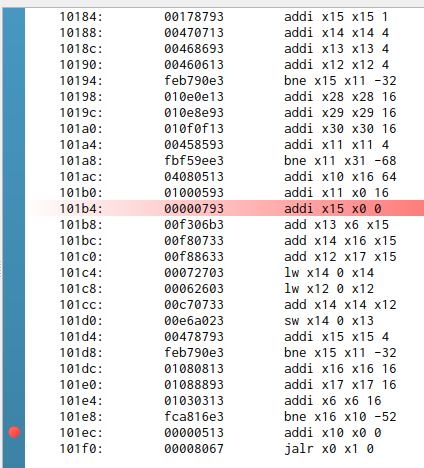 10184: 00178793 addi x15 x15 1
10188: 00470713 addi x14 x14 4
1018c: 00468693 addi x13 x13 4
10190: 00460613 addi x12 x12 4
10194: feb790e3 bne x15 x11 -32
10198: 010e0e13 addi x28 x28 16
1019c: 010e8e93 addi x29 x29 16
101a0: 010f0f13 addi x30 x30 16
101a4: 00458593 addi x11 x11 4
101a8: fbf59ee3 bne x11 x31 -68
101ac: 04080513 addi x10 x16 64
101b0: 01000593 addi x11 x0 16
101b4: 00000793 addi x15 x0 0
101b8: 00f306b3 add x13 x6 x15
101bc: 00f80733 add x14 x16 x15
101c0: 00f88633 add x12 x17 x15
101c4: 00072703 lw x14 0 x14
101c8: 00062603 lw x12 0 x12
101cc: 00c70733 add x14 x14 x12
101d0: 00e6a023 sw x14 0 x13
101d4: 00478793 addi x15 x15 4
101d8: feb790e3 bne x15 x11 -32
101dc: 01080813 addi x16 x16 16
101e0: 01088893 addi x17 x17 16
101e4: 01030313 addi x6 x6 16
101e8: fca816e3 bne x16 x10 -52
101ec: 00000513 addi x10 x0 0
101f0: 00008067 jalr x0 x1 0